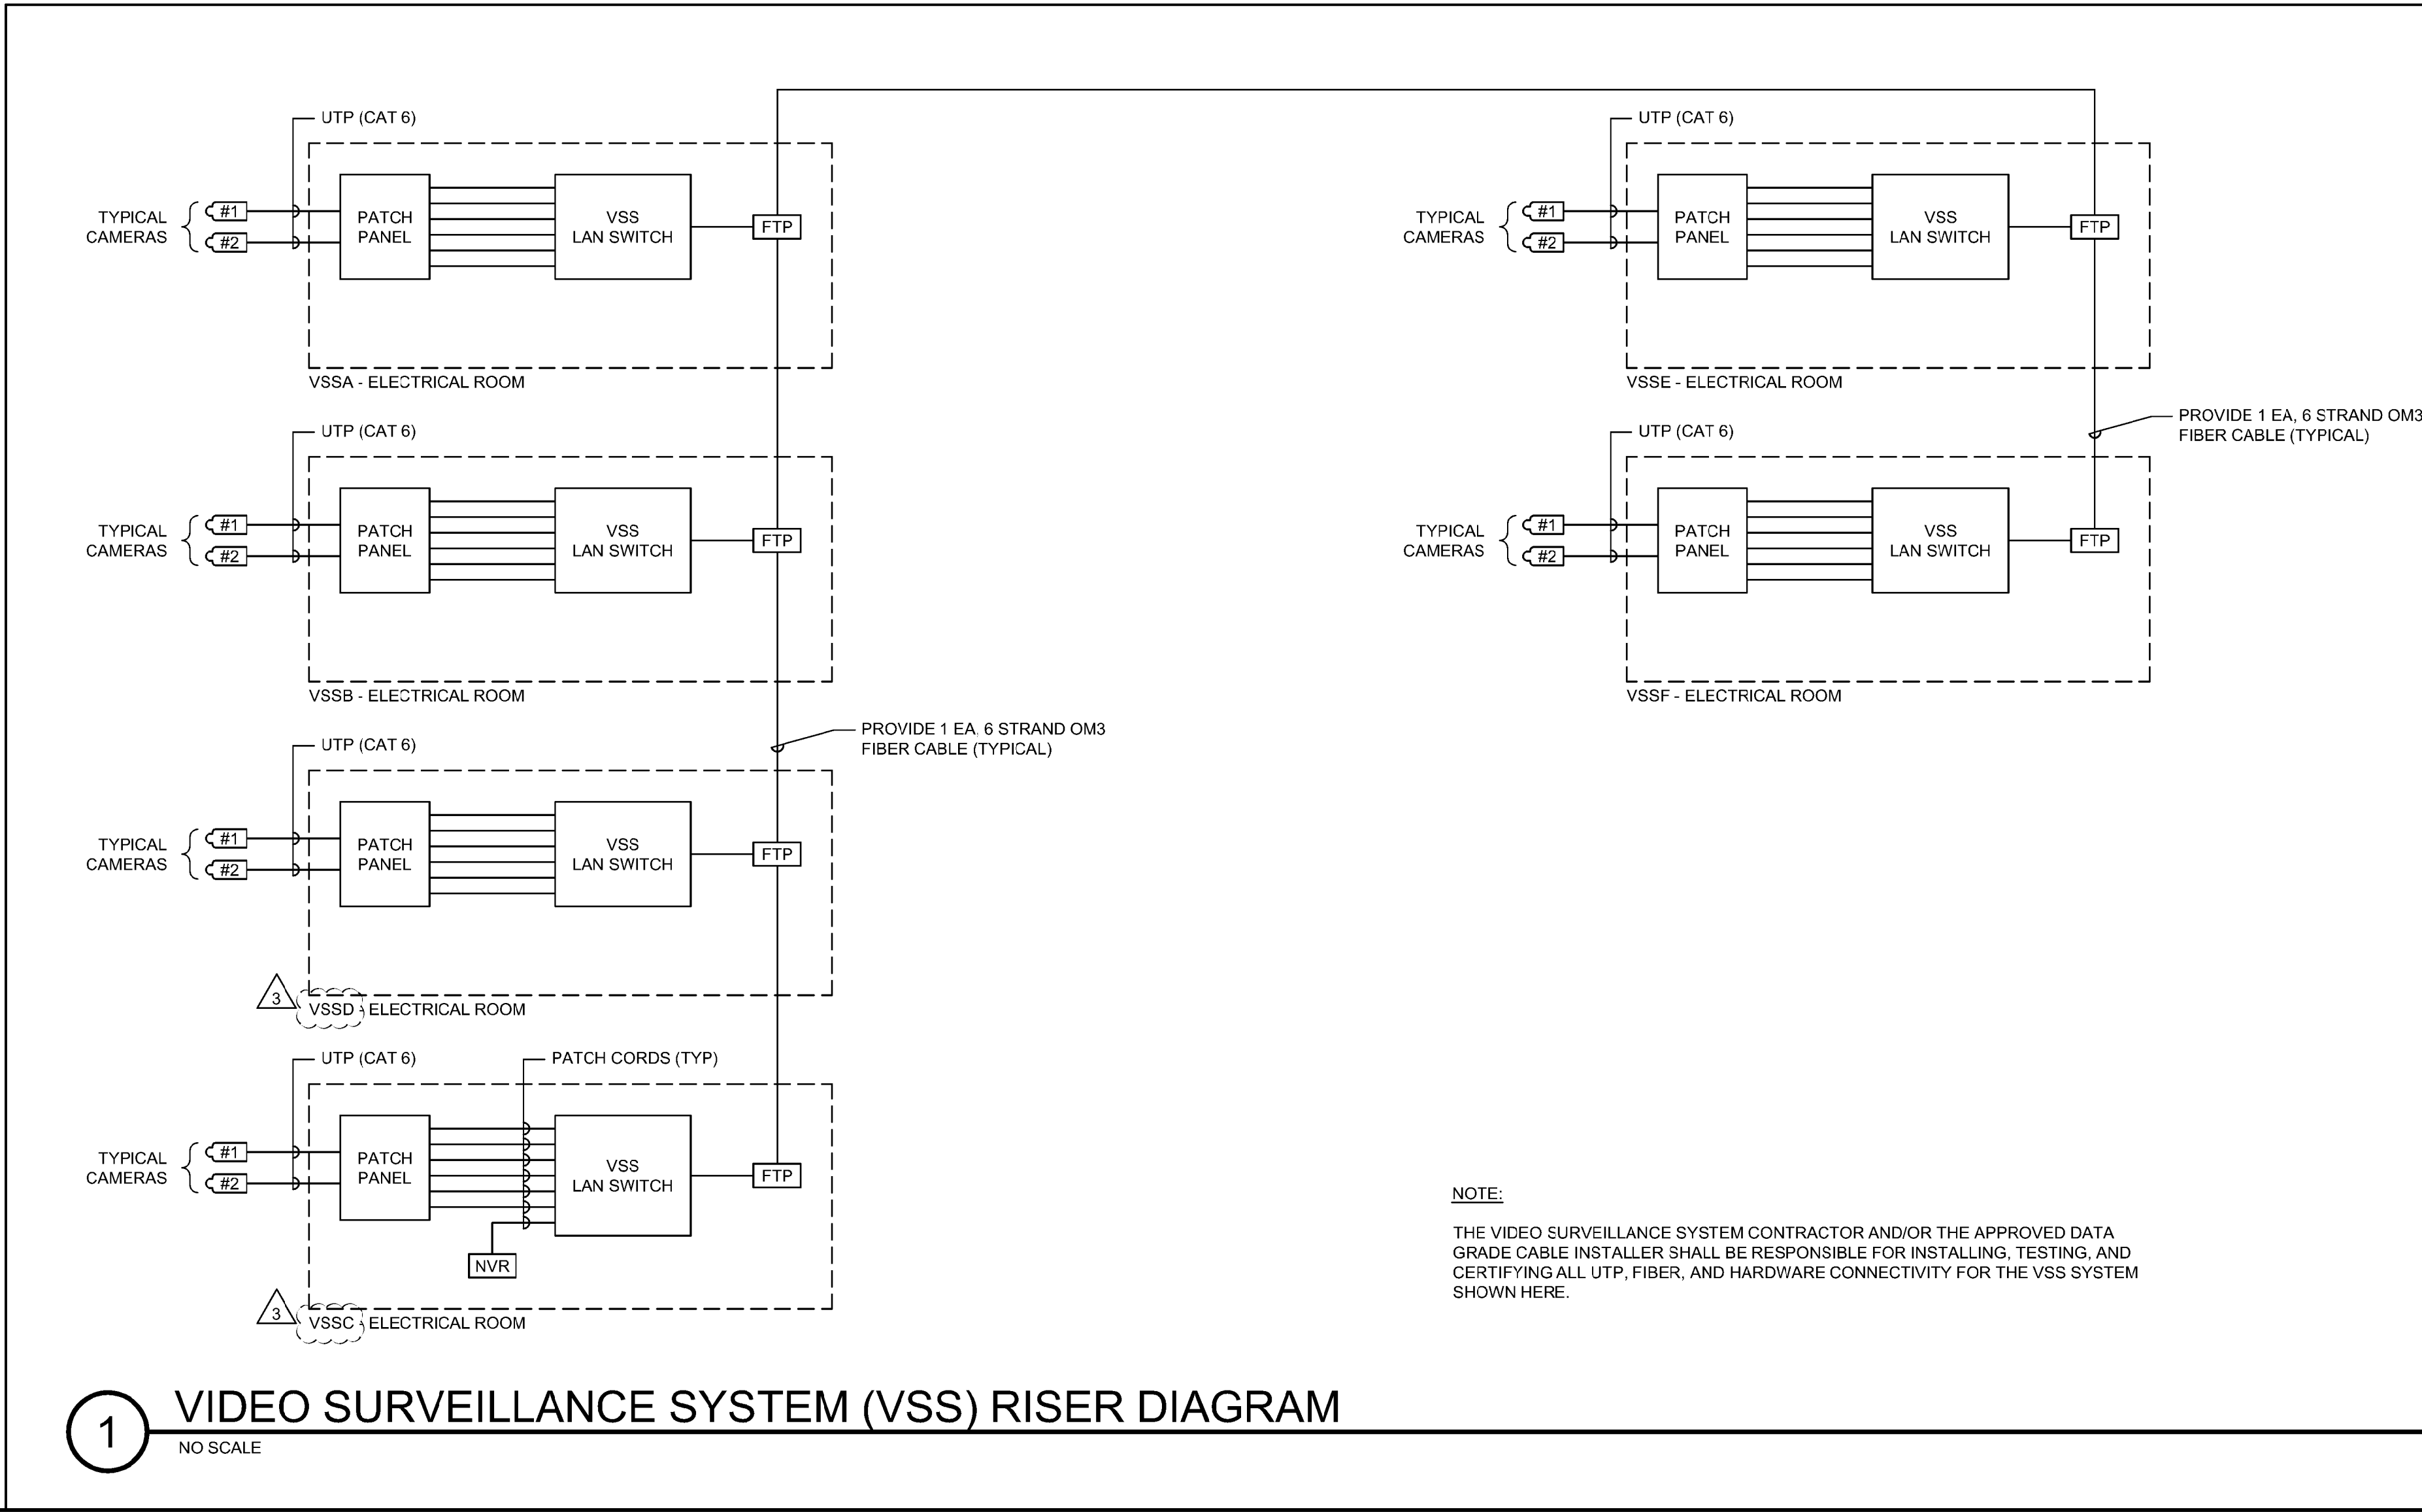 UTP (CAT 6)
TYPICAL
CAMERAS
#1
#2
PATCH
PANEL
VSS
LAN SWITCH
FTP
VSSA - ELECTRICAL ROOM
UTP (CAT 6)
TYPICAL
CAMERAS
#1
#2
PATCH
PANEL
VSS
LAN SWITCH
FTP
VSSB - ELECTRICAL ROOM
PROVIDE 1 EA, 6 STRAND OM3
FIBER CABLE (TYPICAL)
UTP (CAT 6)
TYPICAL
CAMERAS
#1
#2
PATCH
PANEL
VSS
LAN SWITCH
FTP
3
VSSD - ELECTRICAL ROOM
UTP (CAT 6)
PATCH CORDS (TYP)
TYPICAL
CAMERAS
#1
#2
PATCH
PANEL
VSS
LAN SWITCH
FTP
NVR
3
VSSC - ELECTRICAL ROOM
UTP (CAT 6)
TYPICAL
CAMERAS
#1
#2
PATCH
PANEL
VSS
LAN SWITCH
FTP
VSSE - ELECTRICAL ROOM
PROVIDE 1 EA, 6 STRAND OM3
FIBER CABLE (TYPICAL)
UTP (CAT 6)
TYPICAL
CAMERAS
#1
#2
PATCH
PANEL
VSS
LAN SWITCH
FTP
VSSF - ELECTRICAL ROOM
NOTE:
THE VIDEO SURVEILLANCE SYSTEM CONTRACTOR AND/OR THE APPROVED DATA
GRADE CABLE INSTALLER SHALL BE RESPONSIBLE FOR INSTALLING, TESTING, AND
CERTIFYING ALL UTP, FIBER, AND HARDWARE CONNECTIVITY FOR THE VSS SYSTEM
SHOWN HERE.
1
VIDEO SURVEILLANCE SYSTEM (VSS) RISER DIAGRAM
NO SCALE